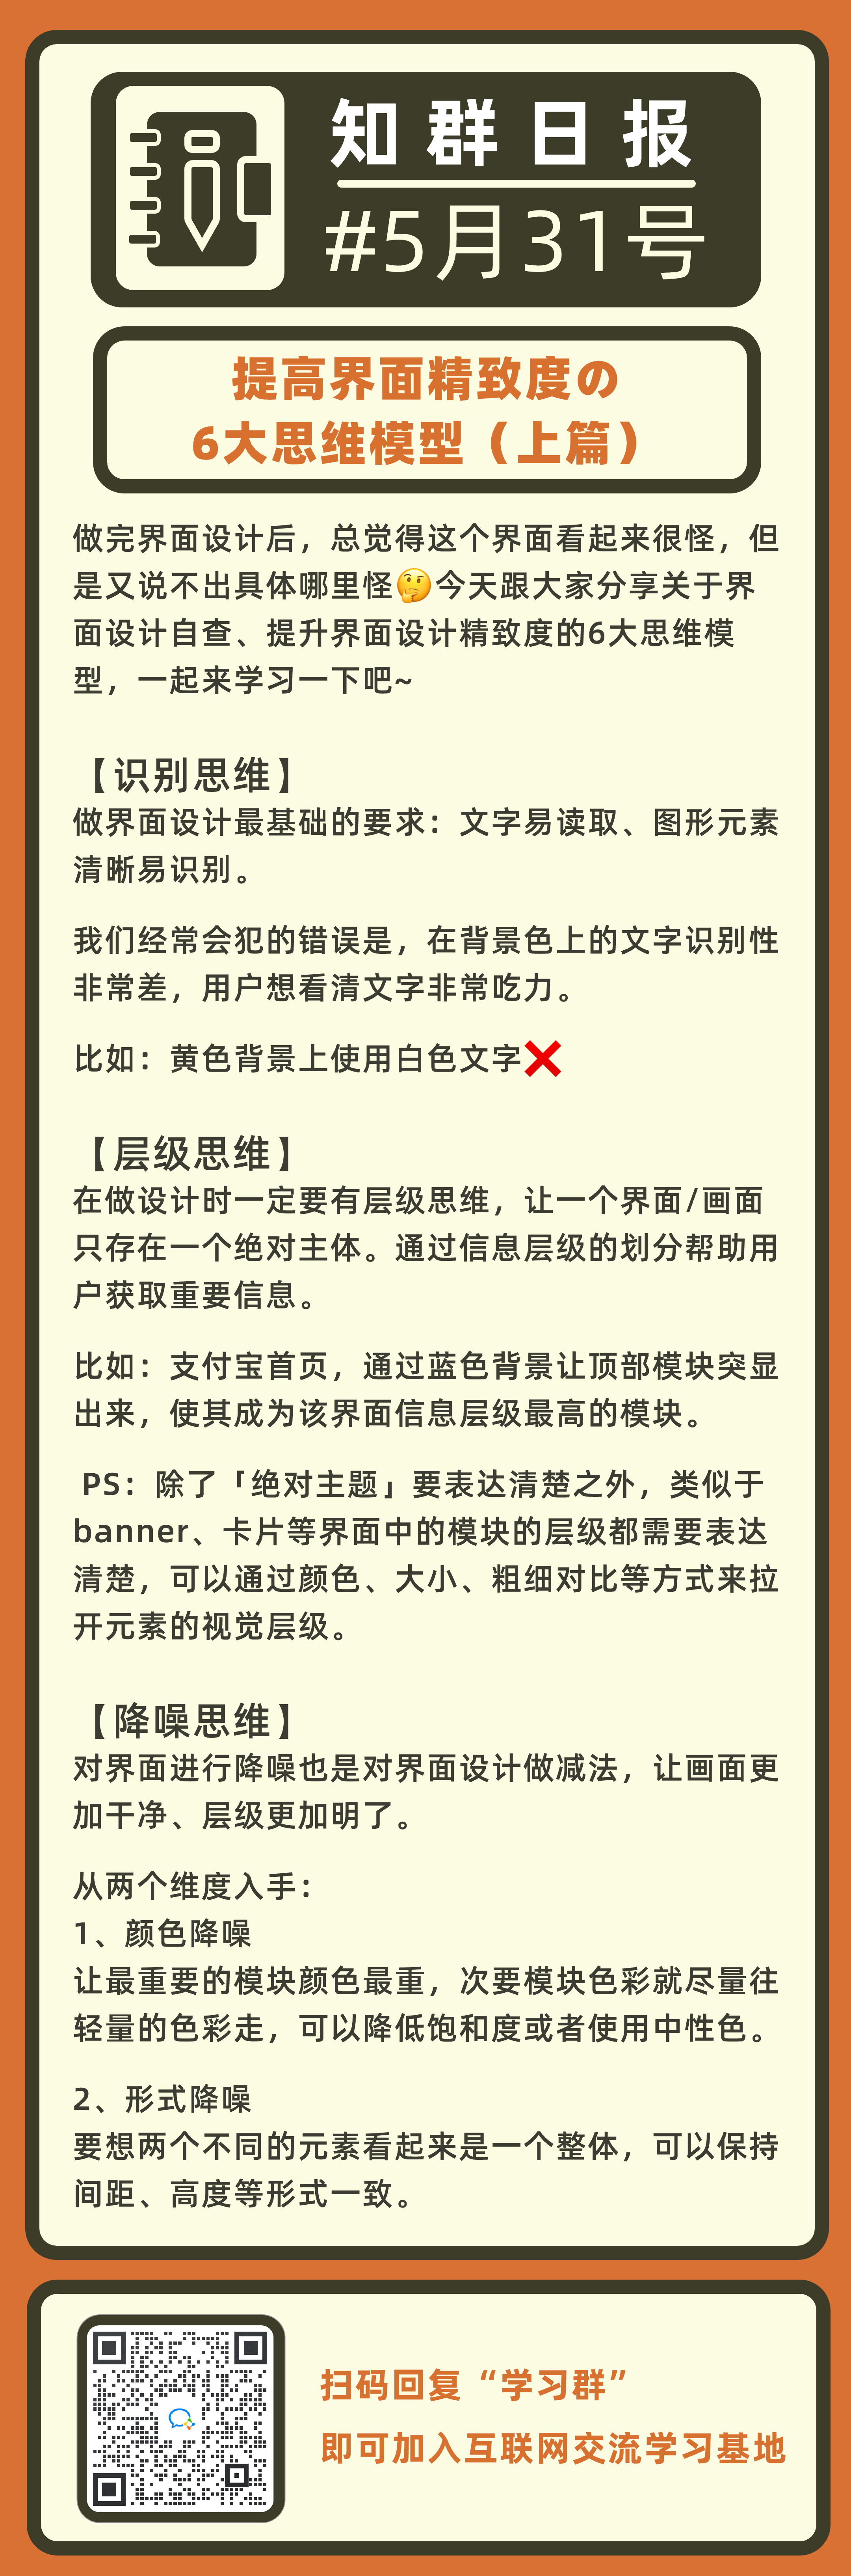 知群日报
#5月31号
提高界面精致度の
6大思维模型（上篇）
做完界面设计后，总觉得这个界面看起来很怪，但
是又说不出具体哪里怪🤔今天跟大家分享关于界
面设计自查、提升界面设计精致度的6大思维模
型，一起来学习一下吧~
【识别思维】
做界面设计最基础的要求：文字易读取、图形元素
清晰易识别。
我们经常会犯的错误是，在背景色上的文字识别性
非常差，用户想看清文字非常吃力。
比如：黄色背景上使用白色文字❌
【层级思维】
在做设计时一定要有层级思维，让一个界面/画面
只存在一个绝对主体。通过信息层级的划分帮助用
户获取重要信息。
比如：支付宝首页，通过蓝色背景让顶部模块突显
出来，使其成为该界面信息层级最高的模块。
PS：除了「绝对主题」要表达清楚之外，类似于
banner、卡片等界面中的模块的层级都需要表达
清楚，可以通过颜色、大小、粗细对比等方式来拉
开元素的视觉层级。
【降噪思维】
对界面进行降噪也是对界面设计做减法，让画面更
加干净、层级更加明了。
从两个维度入手：
1、颜色降噪
让最重要的模块颜色最重，次要模块色彩就尽量往
轻量的色彩走，可以降低饱和度或者使用中性色。
2、形式降噪
要想两个不同的元素看起来是一个整体，可以保持
间距、高度等形式一致。
扫码回复“学习群”
即可加入互联网交流学习基地